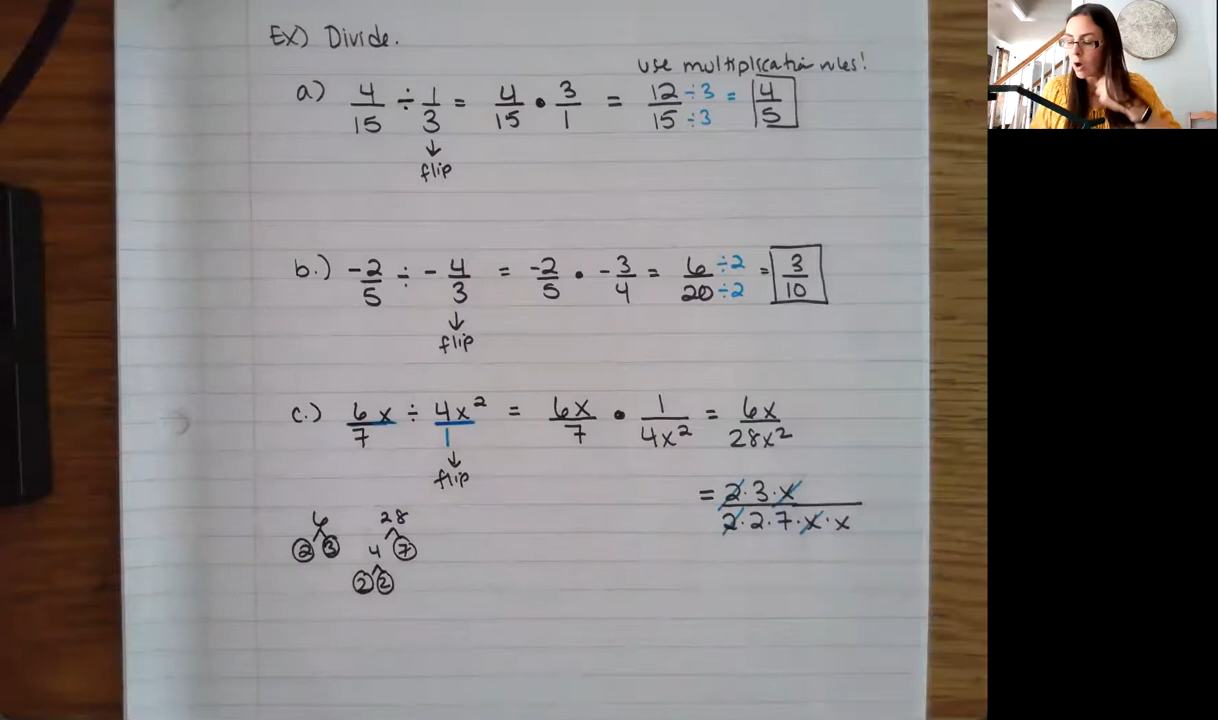 Ex) Divide.
use multiplication rules!
a) 4/15 ÷ 1/3 = 4/15 • 3/1 = 12/15 ÷3/÷3 = 4/5
↓
flip
b.) -2/5 ÷ - 4/3 = -2/5 • - 3/4 = 6/20 ÷2/÷2 = 3/10
↓
flip
c.) 6x/7 ÷ 4x²/1 = 6x/7 • 1/4x² = 6x/28x²
↓
flip
= 2·3·x/2·2·7·x·x
6 28
2 3 4 7
2 2